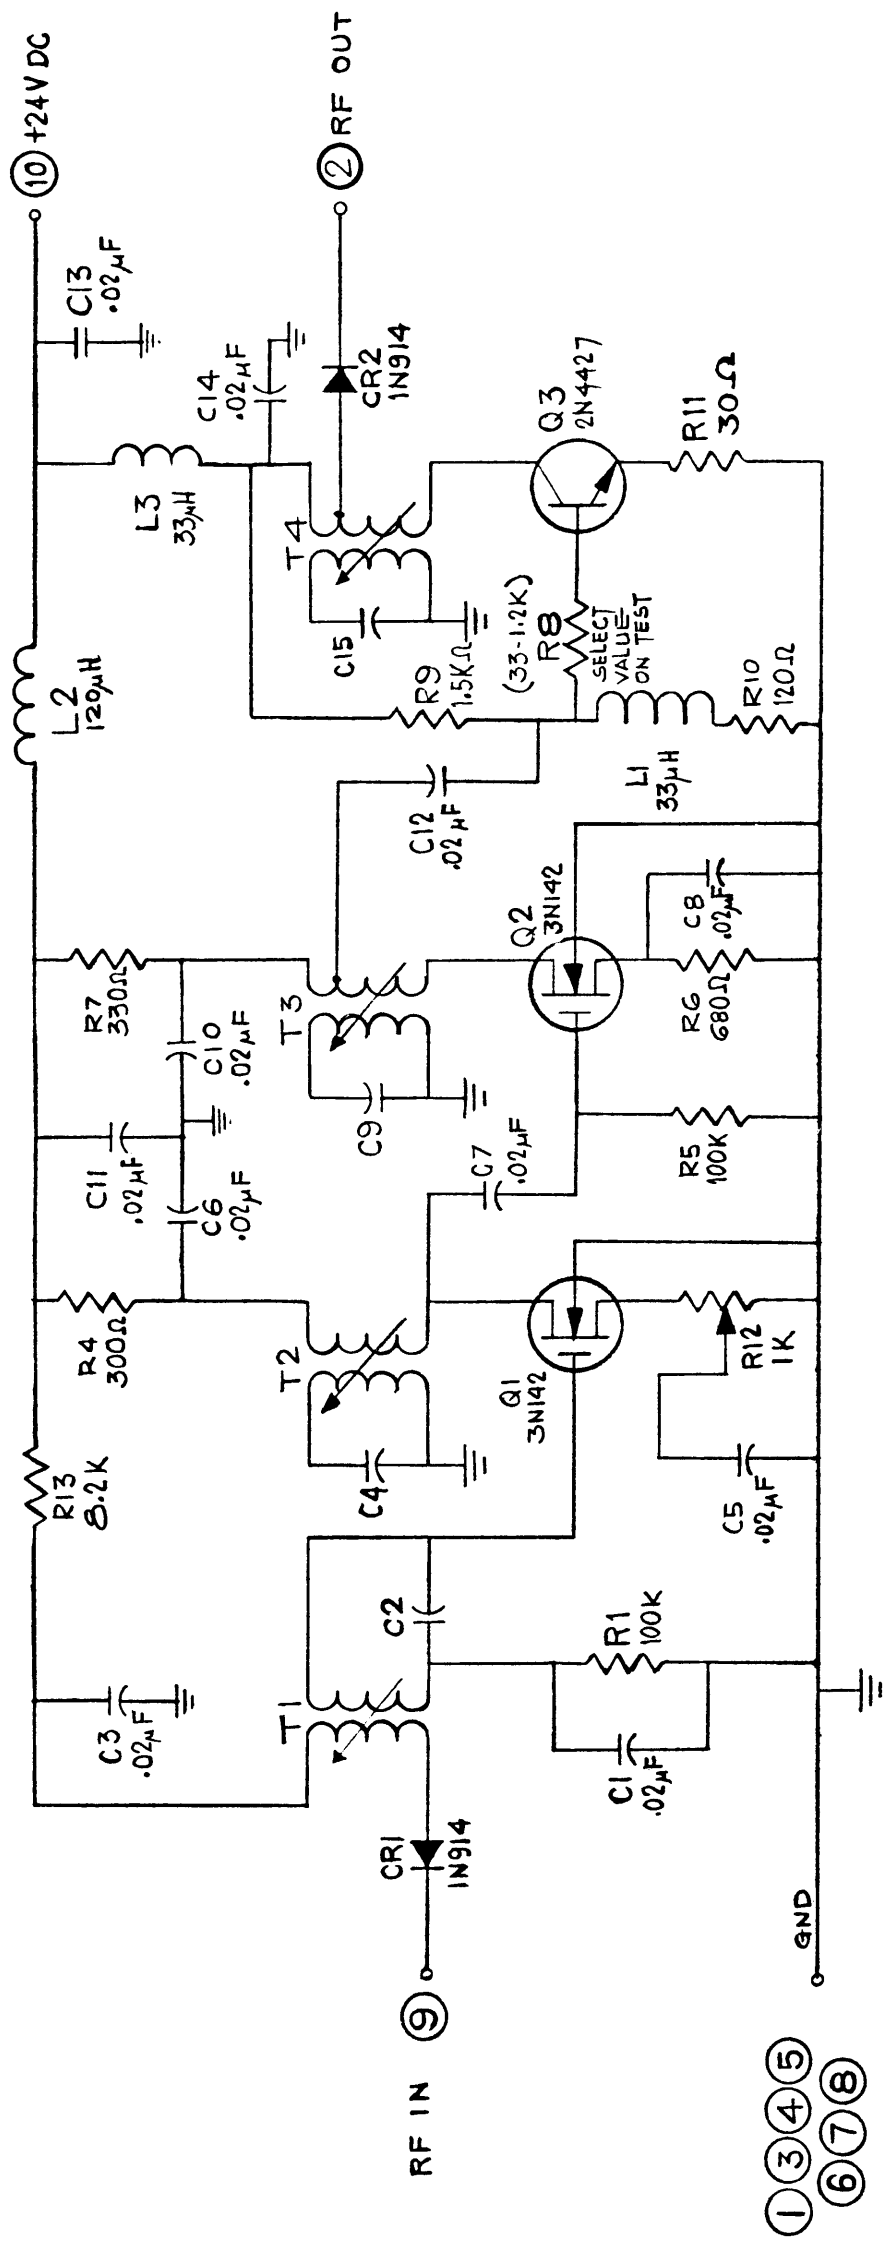 10 +24V DC
C13
.02µF
L2
120µH
R13
8.2K
L3
33µH
C14
.02µF
2 RF OUT
CR2
1N914
R7
330Ω
C10
.02µF
C11
.02µF
C6
.02µF
R4
300Ω
C3
.02µF
T1
T2
T3
T4
C2
C4
C9
C15
CR1
1N914
RF IN 9
C7
.02µF
C12
.02µF
R9
1.5KΩ
(33-1.2K)
R8
SELECT
VALUE
ON TEST
Q3
2N4427
R11
30Ω
Q1
3N142
Q2
3N142
R1
100K
C1
.02µF
C5
.02µF
R12
1K
R5
100K
R6
680Ω
C8
.02µF
L1
33µH
R10
120Ω
GND
1 3 4 5
6 7 8